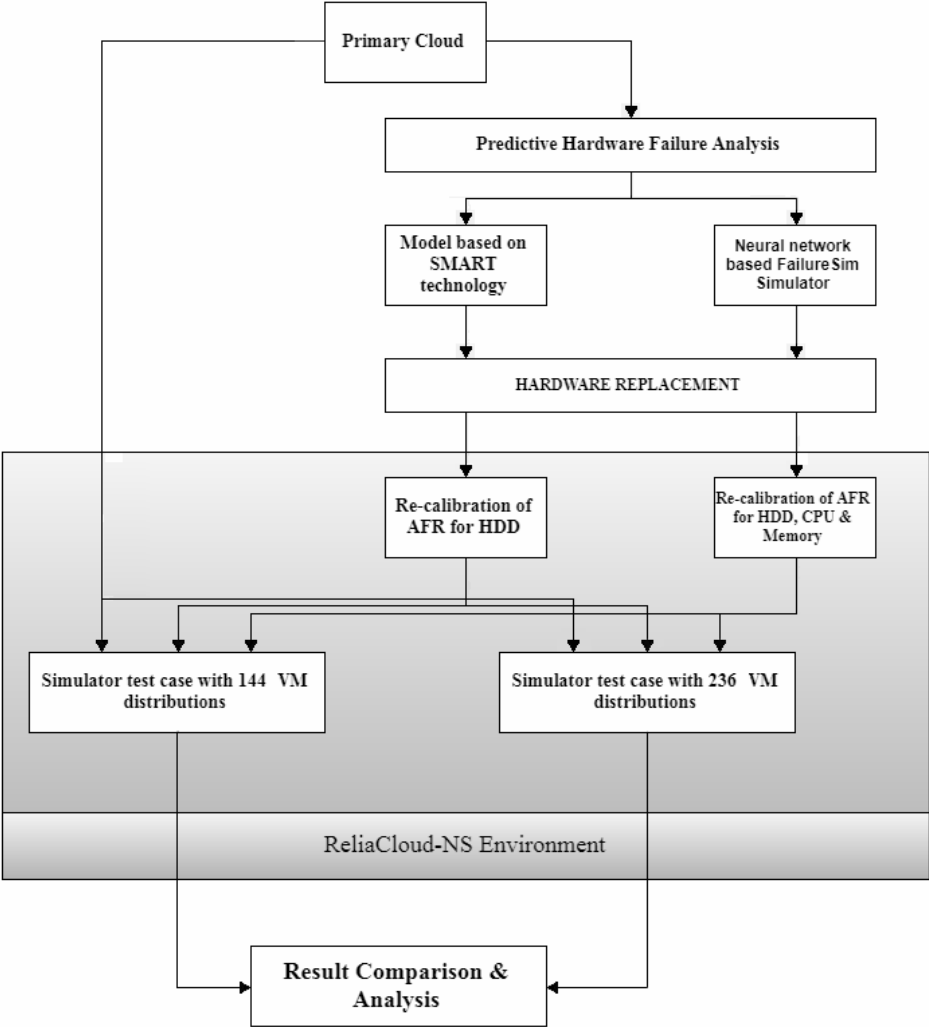 Primary Cloud
Predictive Hardware Failure Analysis
Model based on
SMART
technology
Neural network
based FailureSim
Simulator
HARDWARE REPLACEMENT
Re-calibration of
AFR for HDD
Re-calibration of AFR
for HDD, CPU &
Memory
Simulator test case with 144 VM
distributions
Simulator test case with 236 VM
distributions
ReliaCloud-NS Environment
Result Comparison &
Analysis